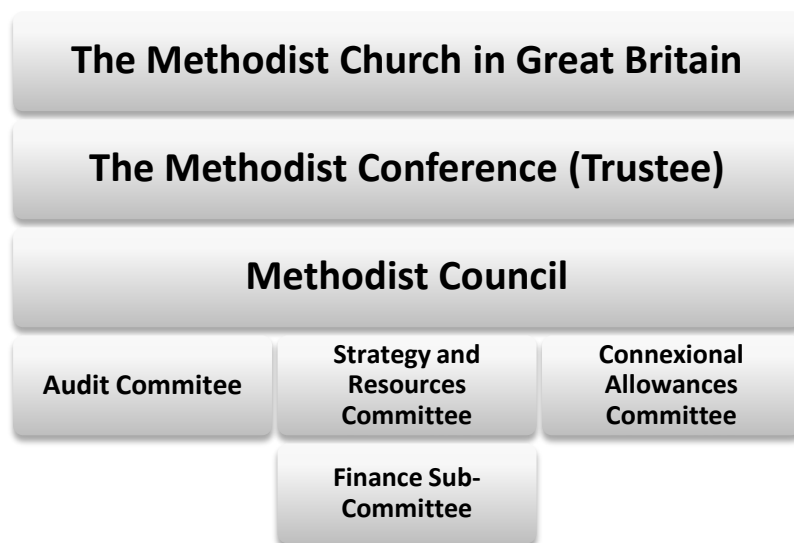 The Methodist Church in Great Britain
The Methodist Conference (Trustee)
Methodist Council
Audit Commitee
Strategy and
Resources
Committee
Connexional
Allowances
Committee
Finance Sub-
Committee